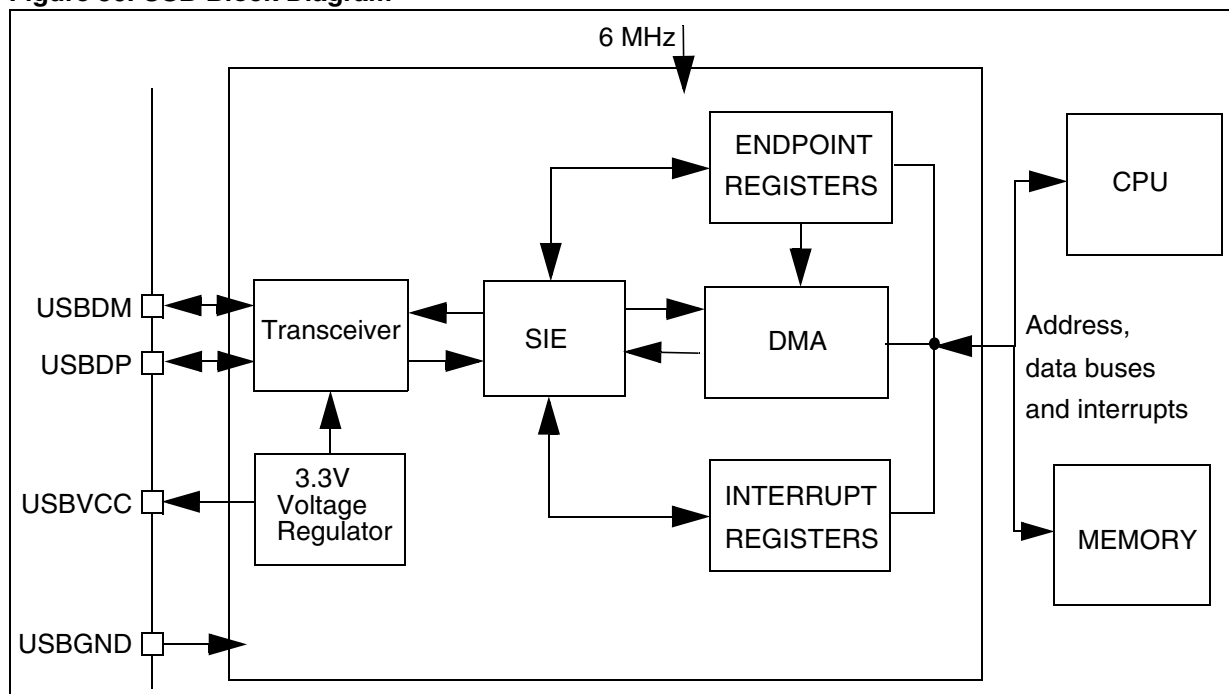 Figure USB Block Diagram
6 MHz
ENDPOINT
REGISTERS
CPU
USBDM
Transceiver
SIE
DMA
USBDP
Address,
data buses
and interrupts
USBVCC
3.3V
Voltage
Regulator
INTERRUPT
REGISTERS
MEMORY
USBGND